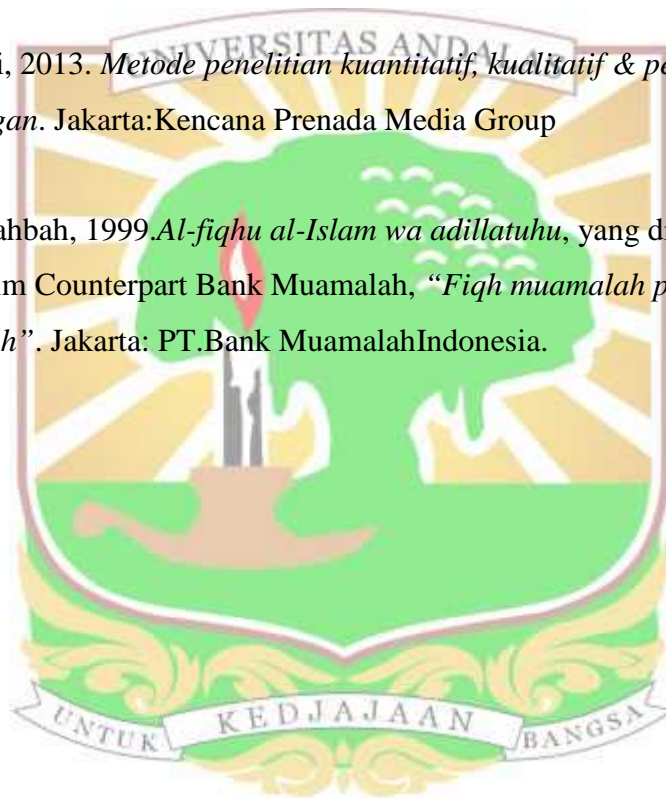 UNIVERSITAS ANDALAS
i, 2013. Metode penelitian kuantitatif, kualitatif & pe
gan. Jakarta:Kencana Prenada Media Group
ahbah, 1999.Al-fiqhu al-Islam wa adillatuhu, yang di
im Counterpart Bank Muamalah, “Fiqh muamalah p
h”. Jakarta: PT.Bank MuamalahIndonesia.
UNTUK KEDJAJAAN BANGSA